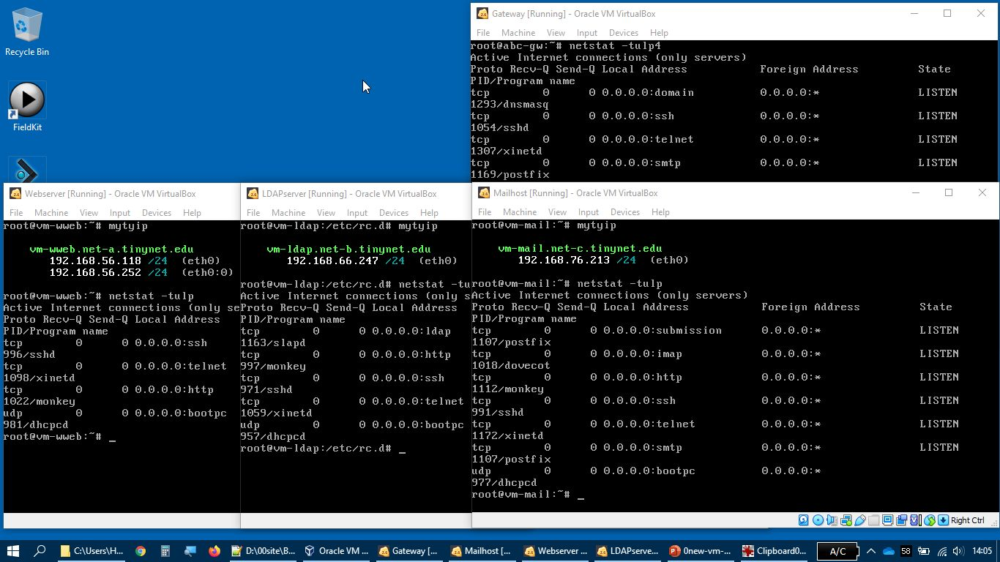 Recycle Bin
FieldKit
Gateway [Running] - Oracle VM VirtualBox
File Machine View Input Devices Help
root@abc-gw:~# netstat -tulp4
Active Internet connections (only servers)
Proto Recv-Q Send-Q Local Address Foreign Address State
PID/Program name
tcp 0 0 0.0.0.0:domain 0.0.0.0:* LISTEN
1293/dnsmasq
tcp 0 0 0.0.0.0:ssh 0.0.0.0:* LISTEN
1054/sshd
tcp 0 0 0.0.0.0:telnet 0.0.0.0:* LISTEN
1307/xinetd
tcp 0 0 0.0.0.0:smtp 0.0.0.0:* LISTEN
1169/postfix
Webserver [Running] - Oracle VM VirtualBox
File Machine View Input Devices Help
root@vm-wweb:~# mytyip
vm-wweb.net-a.tinynet.edu
192.168.56.118 /24 (eth0)
192.168.56.252 /24 (eth0:0)
root@vm-wweb:~# netstat -tulp
Active Internet connections (only se
Proto Recv-Q Send-Q Local Address
PID/Program name
tcp 0 0 0.0.0.0:ssh
996/sshd
tcp 0 0 0.0.0.0:telnet
1098/xinetd
tcp 0 0 0.0.0.0:http
1022/monkey
udp 0 0 0.0.0.0:bootpc
981/dhcpcd
root@vm-wweb:~# _
LDAPserver [Running] - Oracle VM VirtualBox
File Machine View Input Devices Help
root@vm-ldap:/etc/rc.d# mytyip
vm-ldap.net-b.tinynet.edu
192.168.66.247 /24 (eth0)
root@vm-ldap:/etc/rc.d# netstat -tu
Active Internet connections (only s
Proto Recv-Q Send-Q Local Address
PID/Program name
tcp 0 0 0.0.0.0:ldap
1163/slapd
tcp 0 0 0.0.0.0:http
997/monkey
tcp 0 0 0.0.0.0:ssh
971/sshd
tcp 0 0 0.0.0.0:telnet
1059/xinetd
udp 0 0 0.0.0.0:bootpc
957/dhcpcd
root@vm-ldap:/etc/rc.d# _
Mailhost [Running] - Oracle VM VirtualBox
File Machine View Input Devices Help
root@vm-mail:~# mytyip
vm-mail.net-c.tinynet.edu
192.168.76.213 /24 (eth0)
root@vm-mail:~# netstat -tulp
Active Internet connections (only servers)
Proto Recv-Q Send-Q Local Address Foreign Address State
PID/Program name
tcp 0 0 0.0.0.0:submission 0.0.0.0:* LISTEN
1107/postfix
tcp 0 0 0.0.0.0:imap 0.0.0.0:* LISTEN
1018/dovecot
tcp 0 0 0.0.0.0:http 0.0.0.0:* LISTEN
1112/monkey
tcp 0 0 0.0.0.0:ssh 0.0.0.0:* LISTEN
991/sshd
tcp 0 0 0.0.0.0:telnet 0.0.0.0:* LISTEN
1172/xinetd
tcp 0 0 0.0.0.0:smtp 0.0.0.0:* LISTEN
1107/postfix
udp 0 0 0.0.0.0:bootpc 0.0.0.0:*
977/dhcpcd
root@vm-mail:~# _
Right Ctrl
C:\Users\H... D:\00site\B... Oracle VM ... Gateway [... Mailhost [... Webserver ... LDAPserve... 0new-vm-... Clipboard0... A/C 58 14:05